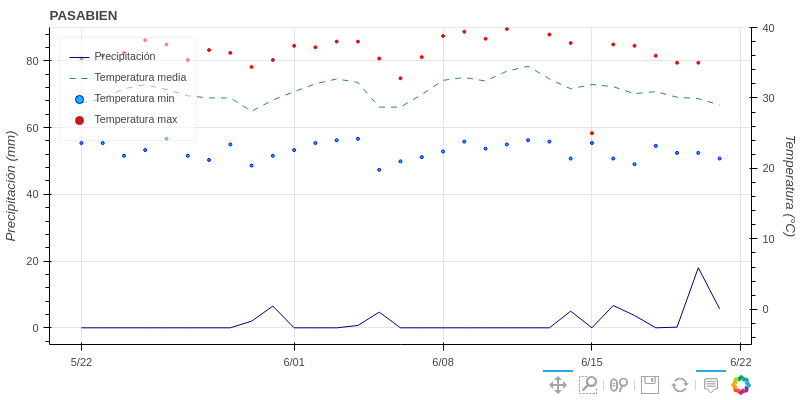 PASABIEN
Precipitación
Temperatura media
Temperatura min
Temperatura max
Precipitación (mm)
80
60
40
20
0
Temperatura (°C)
40
30
20
10
0
5/22
6/01
6/08
6/15
6/22